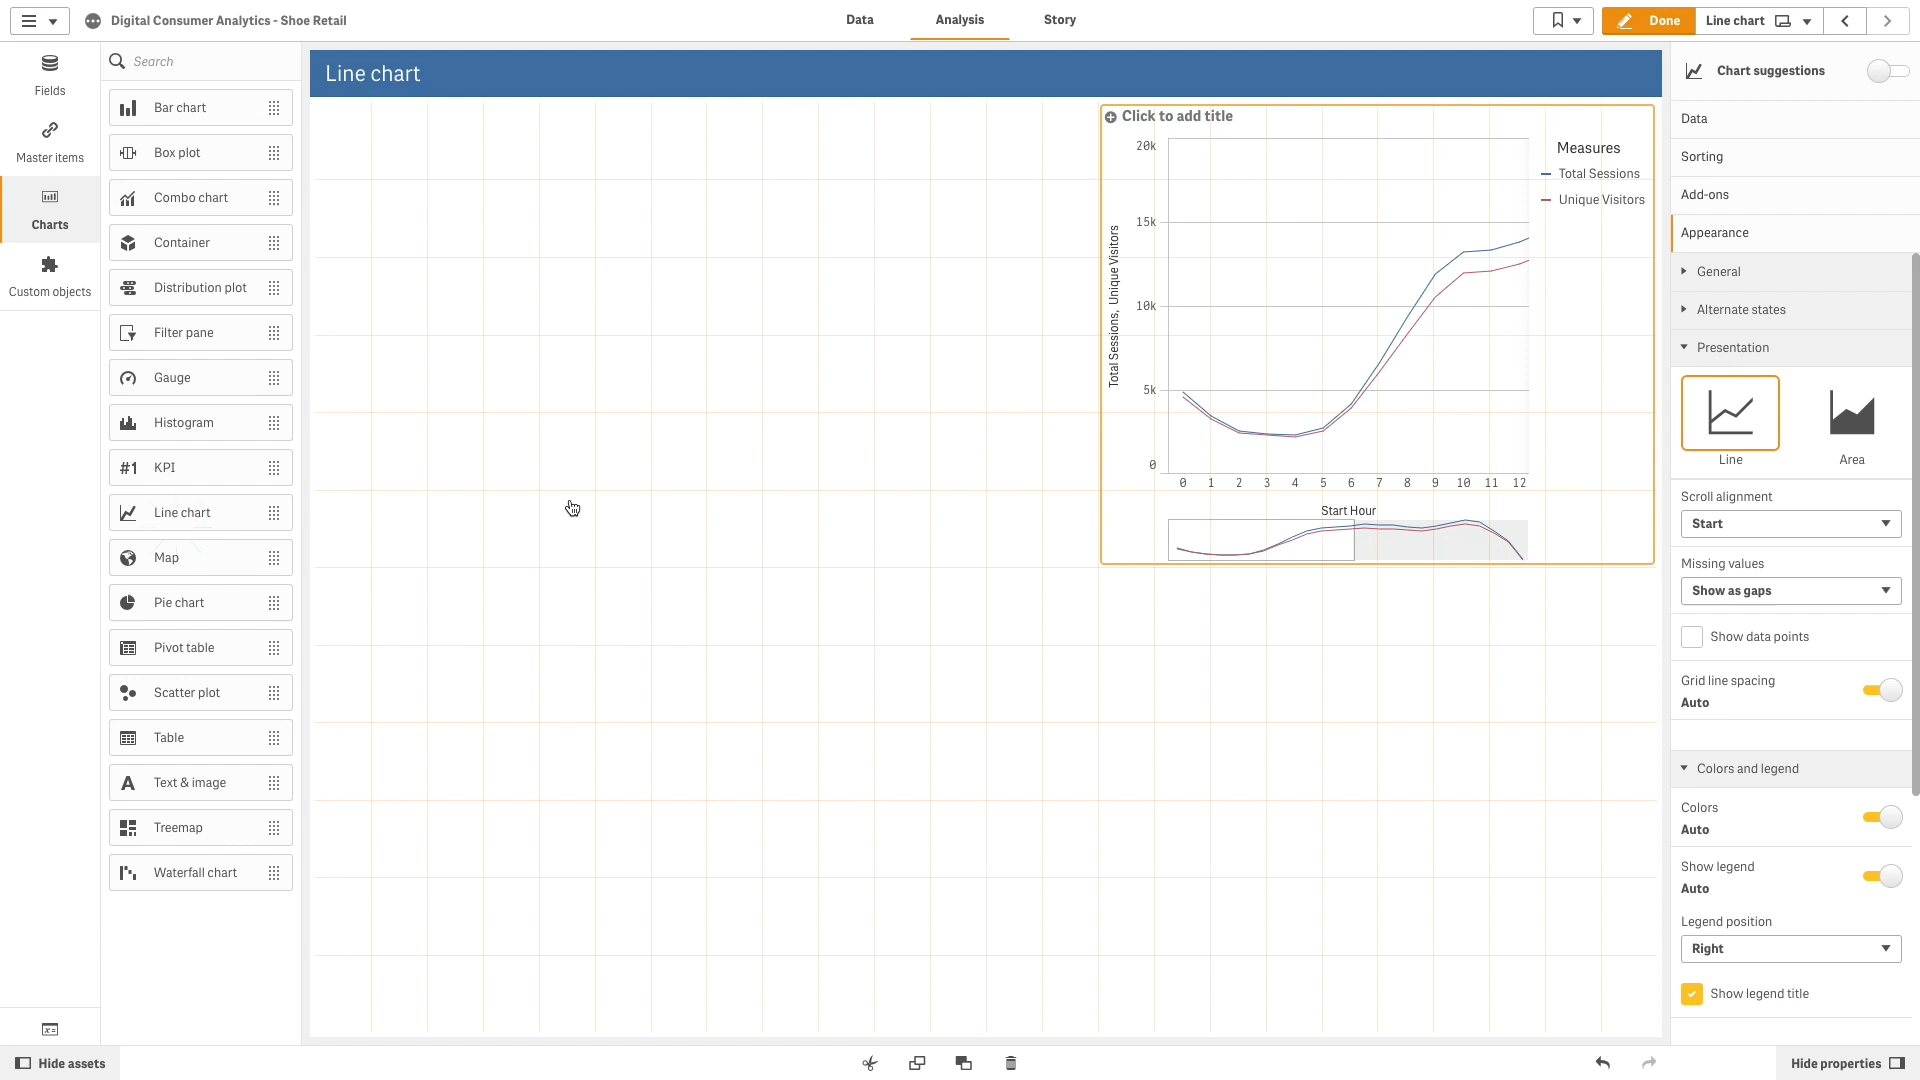 Digital Consumer Analytics - Shoe Retail
Data
Analysis
Story
Done
Line chart
Fields
Master items
Charts
Custom objects
Search
Bar chart
Box plot
Combo chart
Container
Distribution plot
Filter pane
Gauge
Histogram
#1 KPI
Line chart
Map
Pie chart
Pivot table
Scatter plot
Table
A Text & image
Treemap
Waterfall chart
Line chart
Click to add title
Total Sessions, Unique Visitors
20k
15k
10k
5k
0
0 1 2 3 4 5 6 7 8 9 10 11 12
Start Hour
Measures
Total Sessions
Unique Visitors
Chart suggestions
Data
Sorting
Add-ons
Appearance
General
Alternate states
Presentation
Line
Area
Scroll alignment
Start
Missing values
Show as gaps
Show data points
Grid line spacing
Auto
Colors and legend
Colors
Auto
Show legend
Auto
Legend position
Right
Show legend title
Hide assets
Hide properties